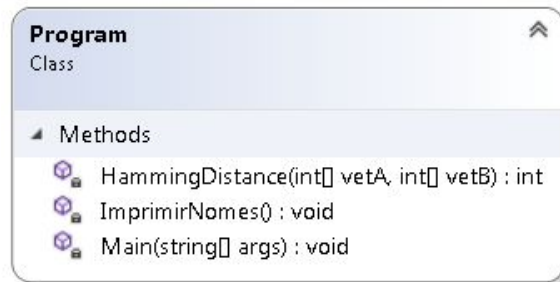 Program
Class
Methods
HammingDistance(int[] vetA, int[] vetB) : int
ImprimirNomes() : void
Main(string[] args) : void